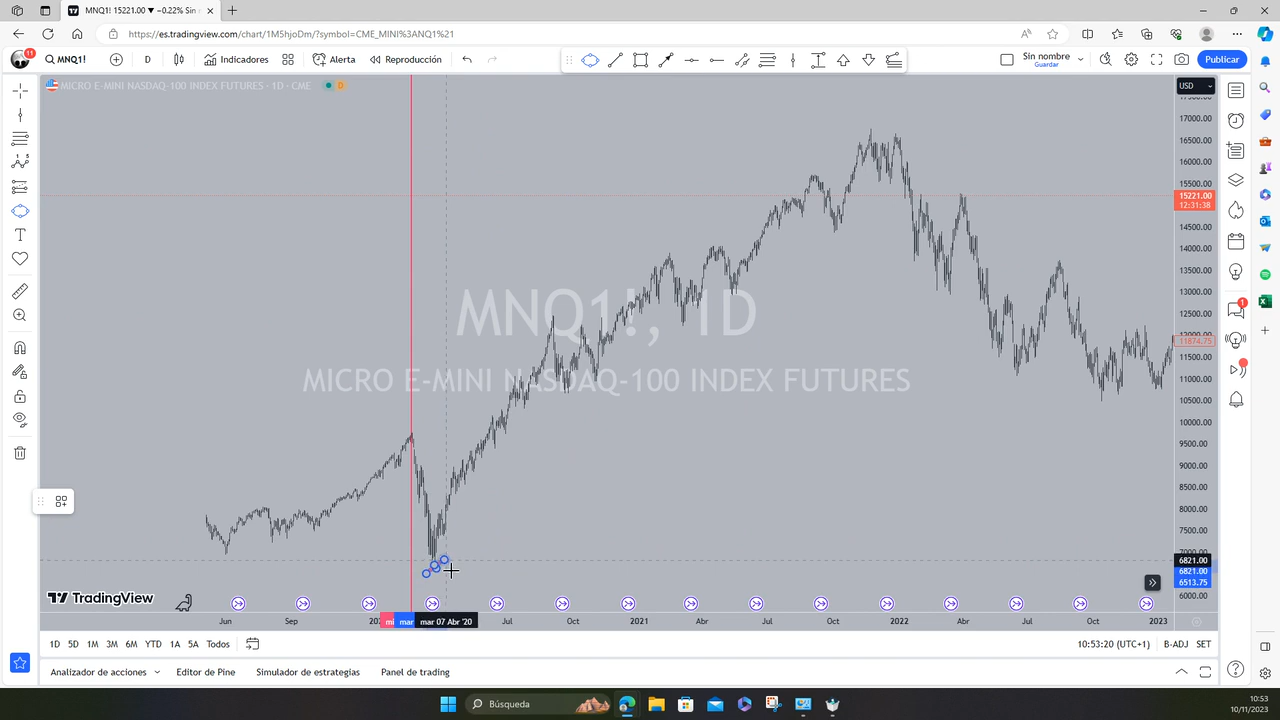 MNQ1! 15221.00 ▼ −0.22% Sin
https://es.tradingview.com/chart/1M5hjoDm/?symbol=CME_MINI%3ANQ1%21
11
MNQ1!
D
Indicadores
Alerta
Reproducción
Sin nombre
Guardar
Publicar
MICRO E-MINI NASDAQ-100 INDEX FUTURES · 1D · CME
D
USD
17500.00
17000.00
16500.00
16000.00
15500.00
15221.00
12:31:38
14500.00
14000.00
13500.00
13000.00
12500.00
12000.00
11874.75
11500.00
11000.00
10500.00
10000.00
9500.00
9000.00
8500.00
8000.00
7500.00
7000.00
6821.00
6821.00
6513.75
6000.00
MNQ1!, 1D
MICRO E-MINI NASDAQ-100 INDEX FUTURES
1
TradingView
Jun
Sep
mar
mar 07 Abr '20
Jul
Oct
2021
Abr
Jul
Oct
2022
Abr
Jul
Oct
2023
1D
5D
1M
3M
6M
YTD
1A
5A
Todos
10:53:20 (UTC+1)
B-ADJ
SET
Analizador de acciones
Editor de Pine
Simulador de estrategias
Panel de trading
Búsqueda
10:53
10/11/2023